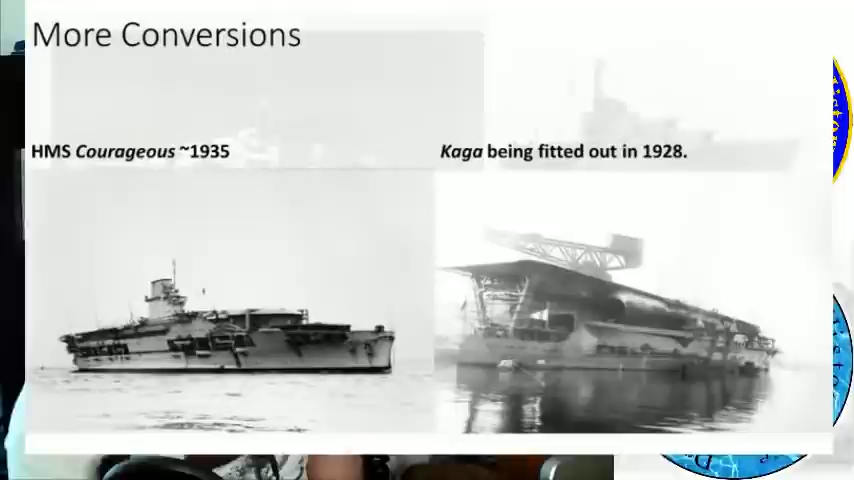 More Conversions
HMS Courageous ~1935
Kaga being fitted out in 1928.